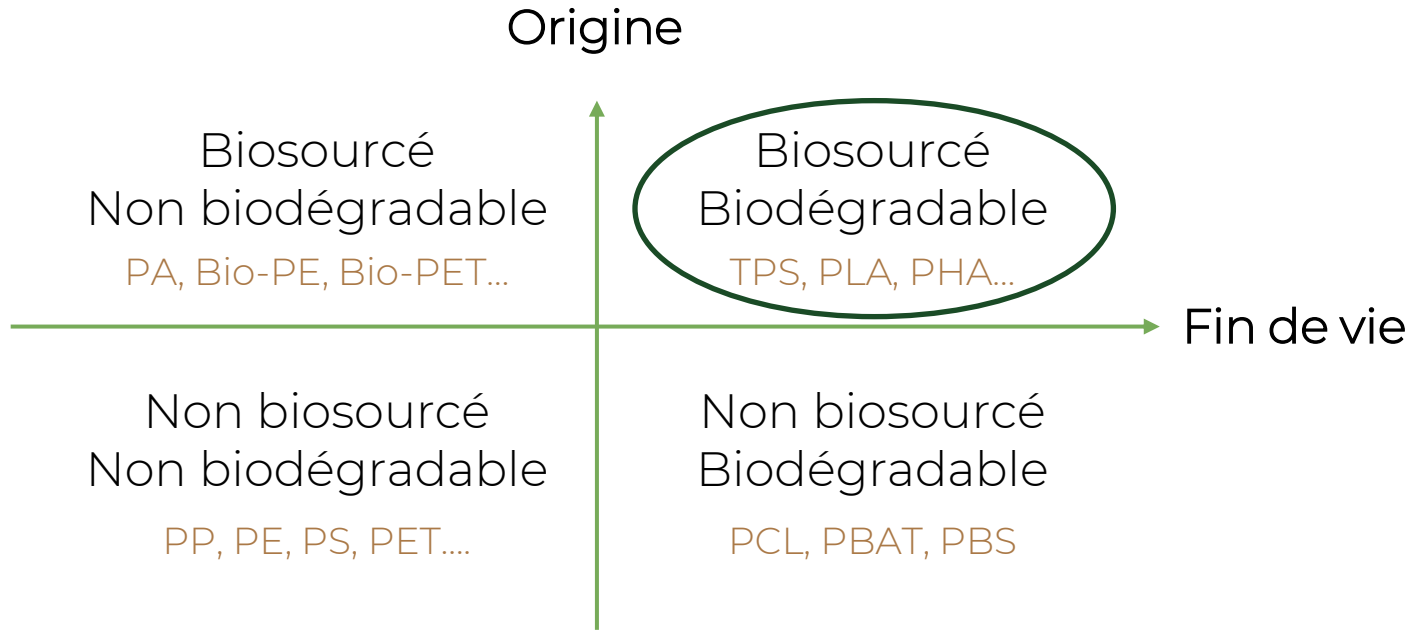 Origine
Biosourcé
Non biodégradable
PA, Bio-PE, Bio-PET...
Biosourcé
Biodégradable
TPS, PLA, PHA...
Fin de vie
Non biosourcé
Non biodégradable
PP, PE, PS, PET....
Non biosourcé
Biodégradable
PCL, PBAT, PBS